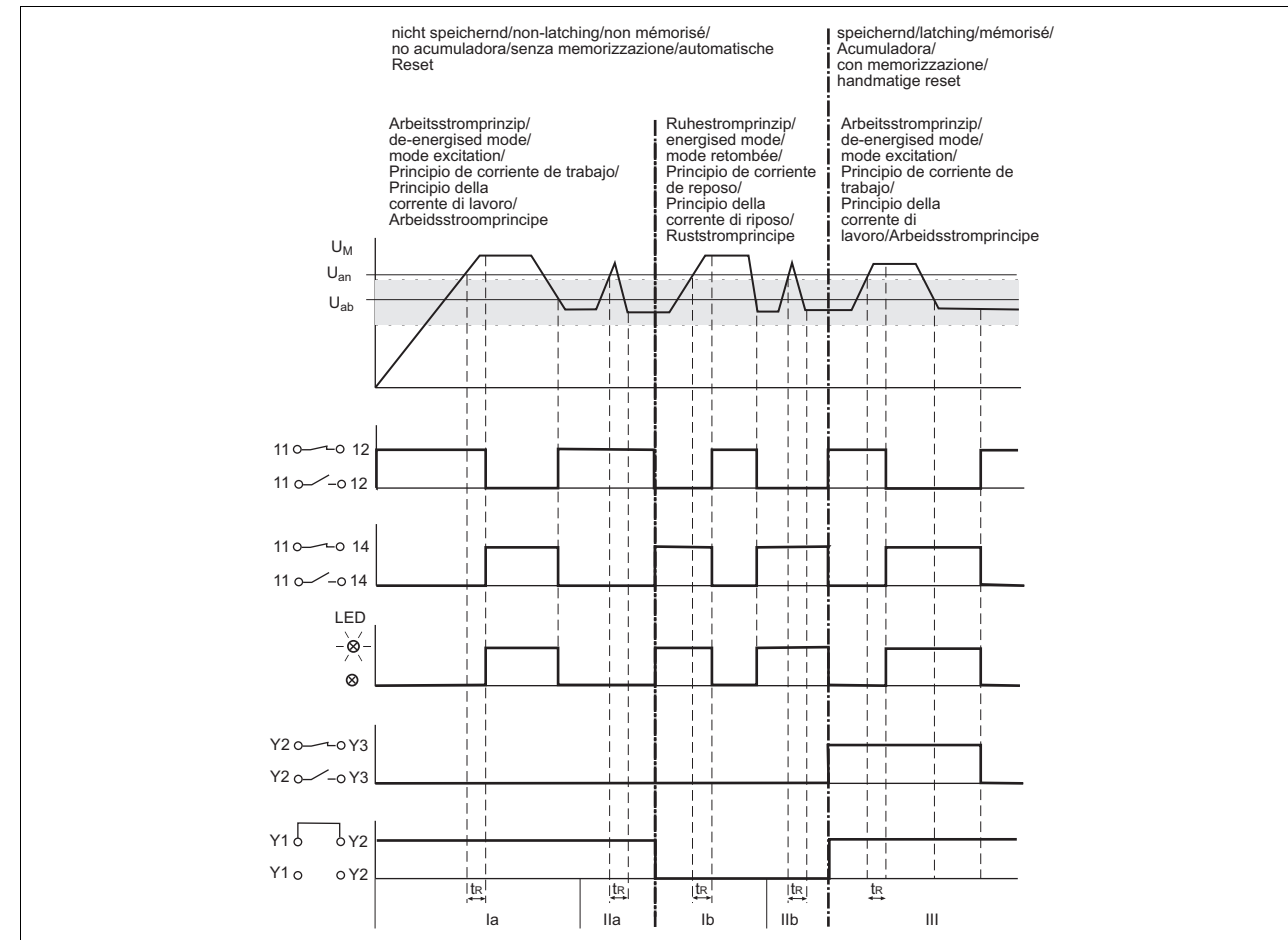 nicht speichernd/non-latching/non mémorisé/
no acumuladora/senza memorizzazione/automatische
Reset
speichernd/latching/mémorisé/
Acumuladora/
con memorizzazione/
handmatige reset
Arbeitsstromprinzip/
de-energised mode/
mode excitation/
Principio de corriente de trabajo/
Principio della
corrente di lavoro/
Arbeidsstroomprincipe
Ruhestromprinzip/
energised mode/
mode retombée/
Principio de corriente
de reposo/
Principio della
corrente di riposo/
Ruststromprincipe
Arbeitsstromprinzip/
de-energised mode/
mode excitation/
Principio de corriente de
trabajo/
Principio della
corrente di
lavoro/Arbeidsstromprincipe
UM
Uan
Uab
11 12
11 12
11 14
11 14
LED
Y2 Y3
Y2 Y3
Y1 Y2
Y1 Y2
tR tR tR tR tR
Ia IIa Ib IIb III